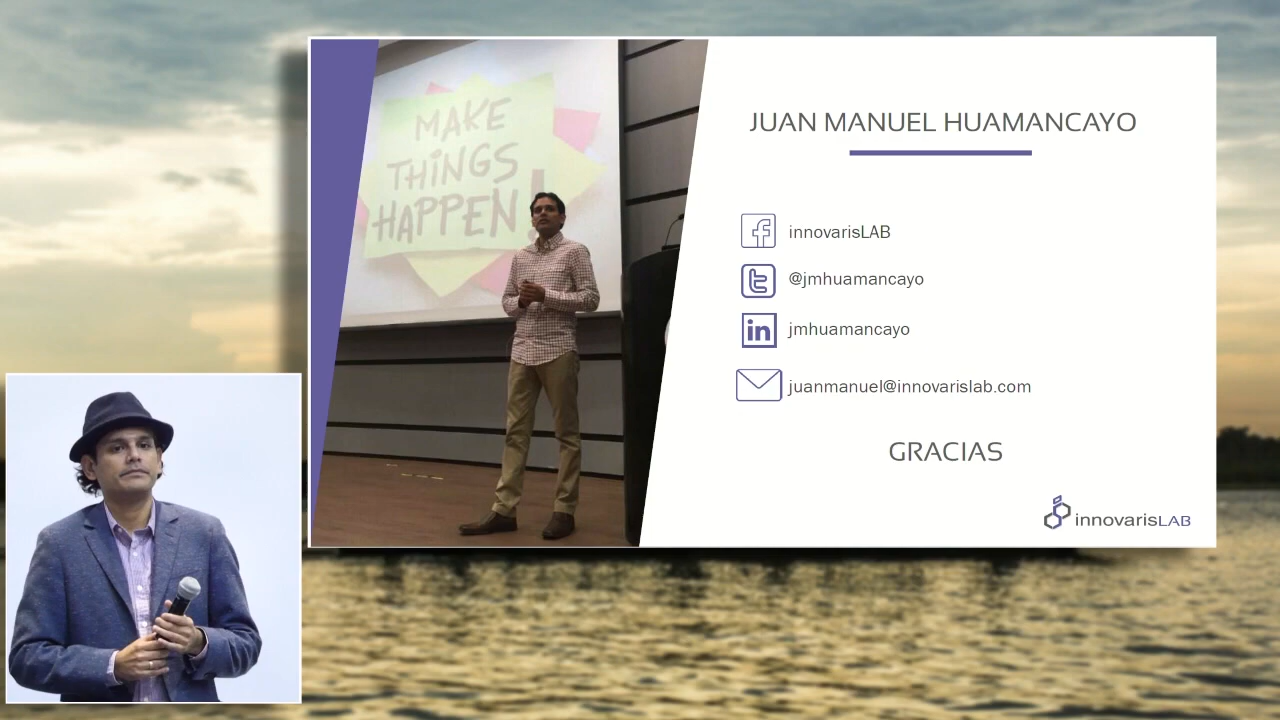 MAKE
THINGS
HAPPEN!
JUAN MANUEL HUAMANCAYO
innovarisLAB
@jmhuamancayo
jmhuamancayo
juanmanuel@innovarislab.com
GRACIAS
innovarisLAB